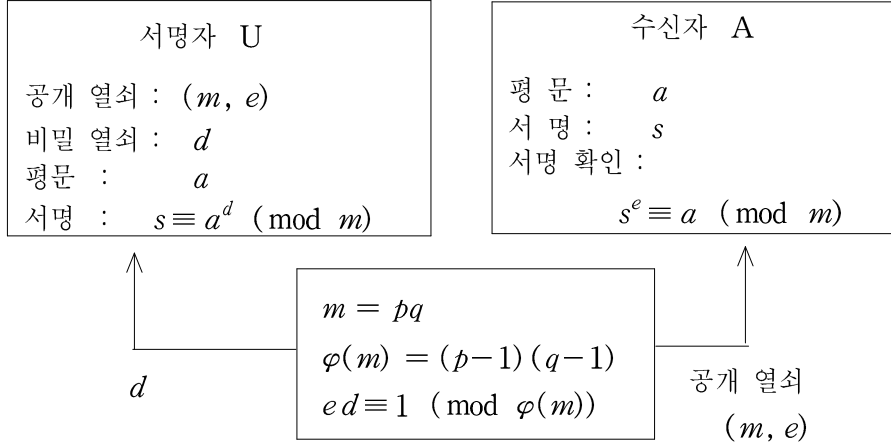 서명자 U
공개 열쇠 : (m, e)
비밀 열쇠 : d
평문 : a
서명 : s ≡ a^d (mod m)
수신자 A
평 문 : a
서 명 : s
서명 확인 :
s^e ≡ a (mod m)
m = pq
φ(m) = (p−1)(q−1)
e d ≡ 1 (mod φ(m))
d
공개 열쇠
(m, e)